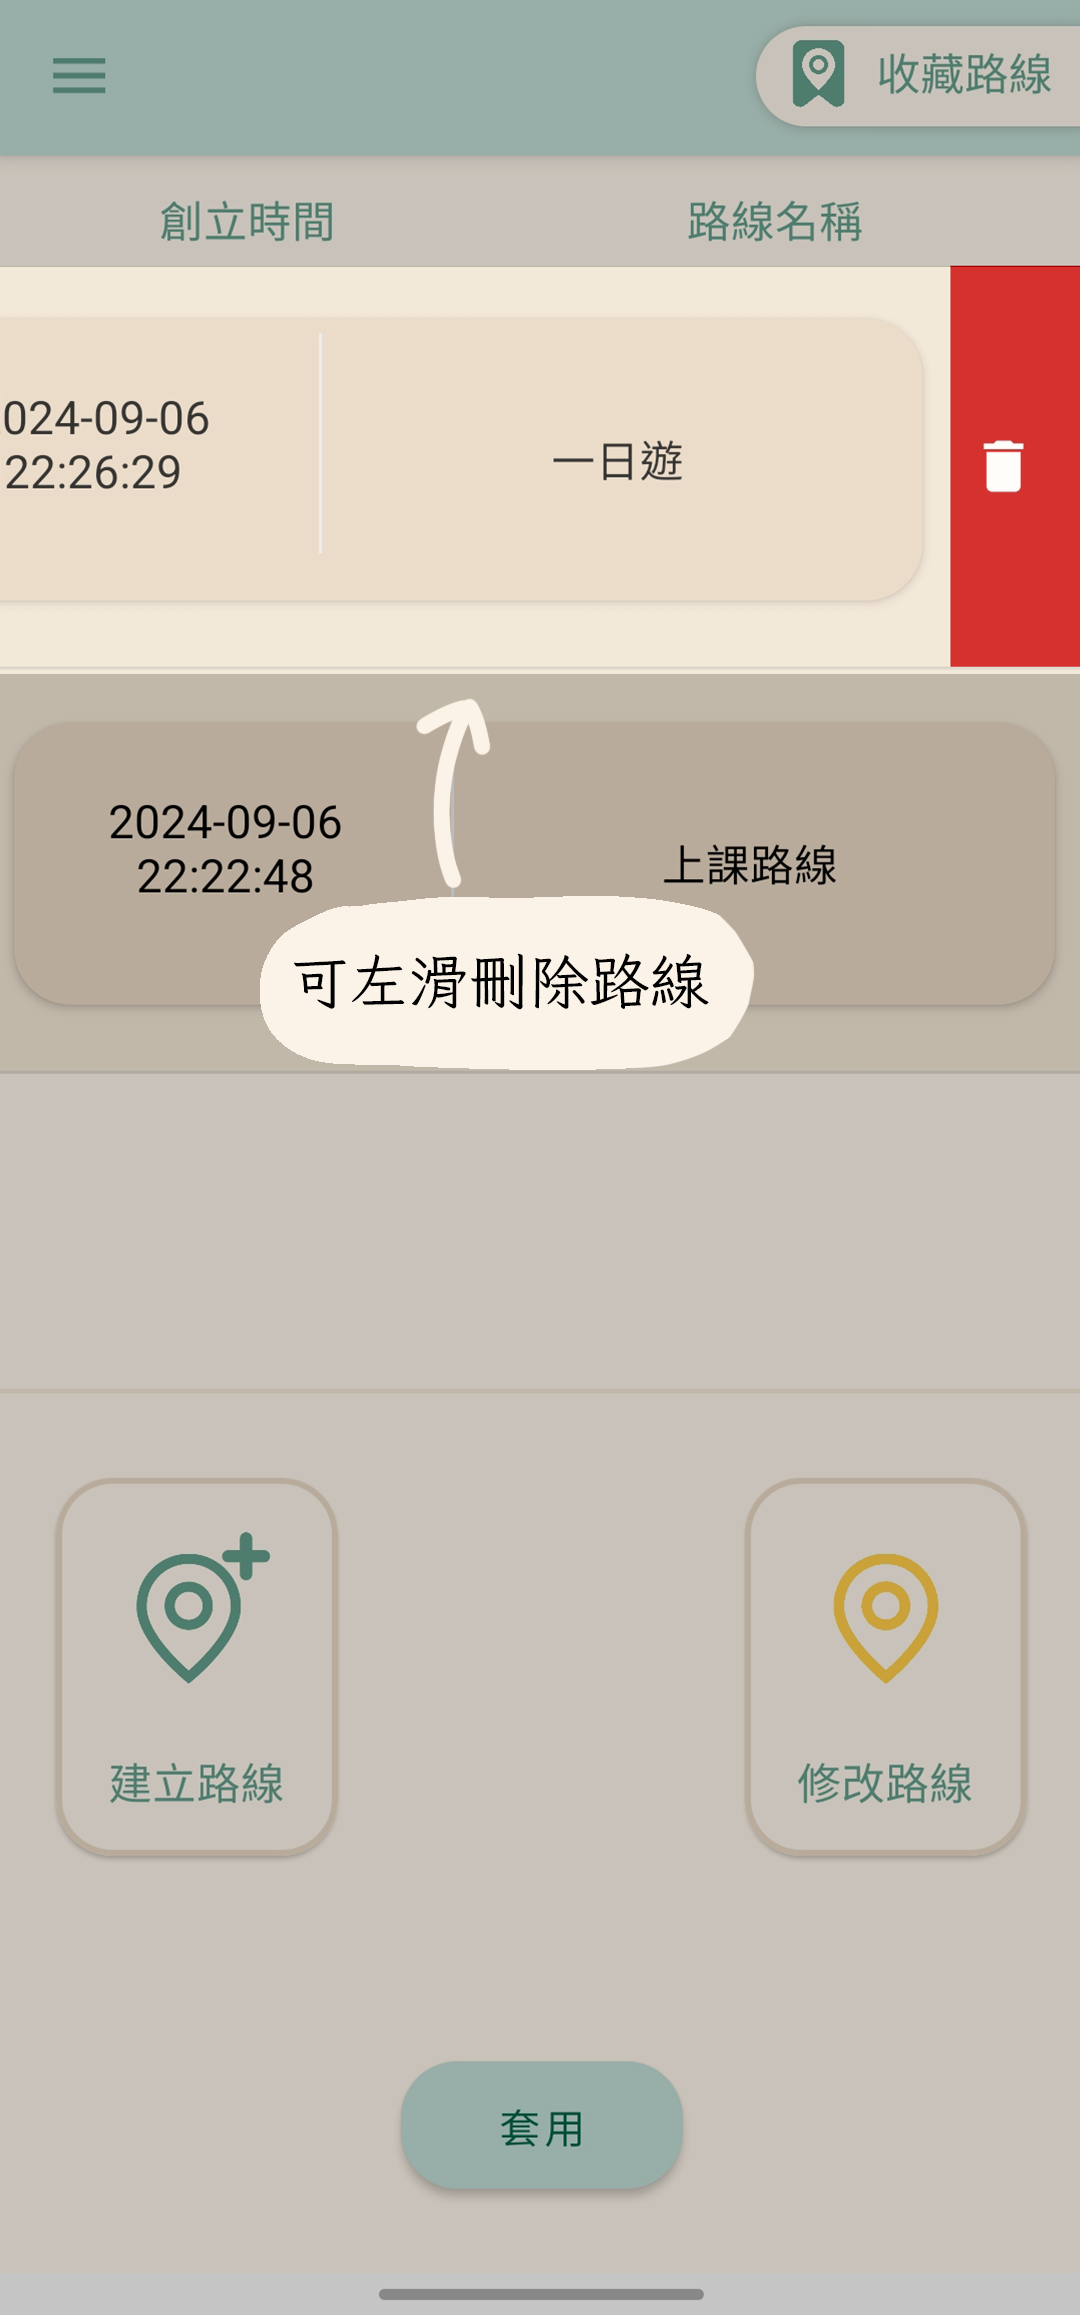 收藏路線
創立時間 路線名稱
024-09-06
22:26:29
一日遊
2024-09-06
22:22:48
上課路線
可左滑刪除路線
建立路線
修改路線
套用